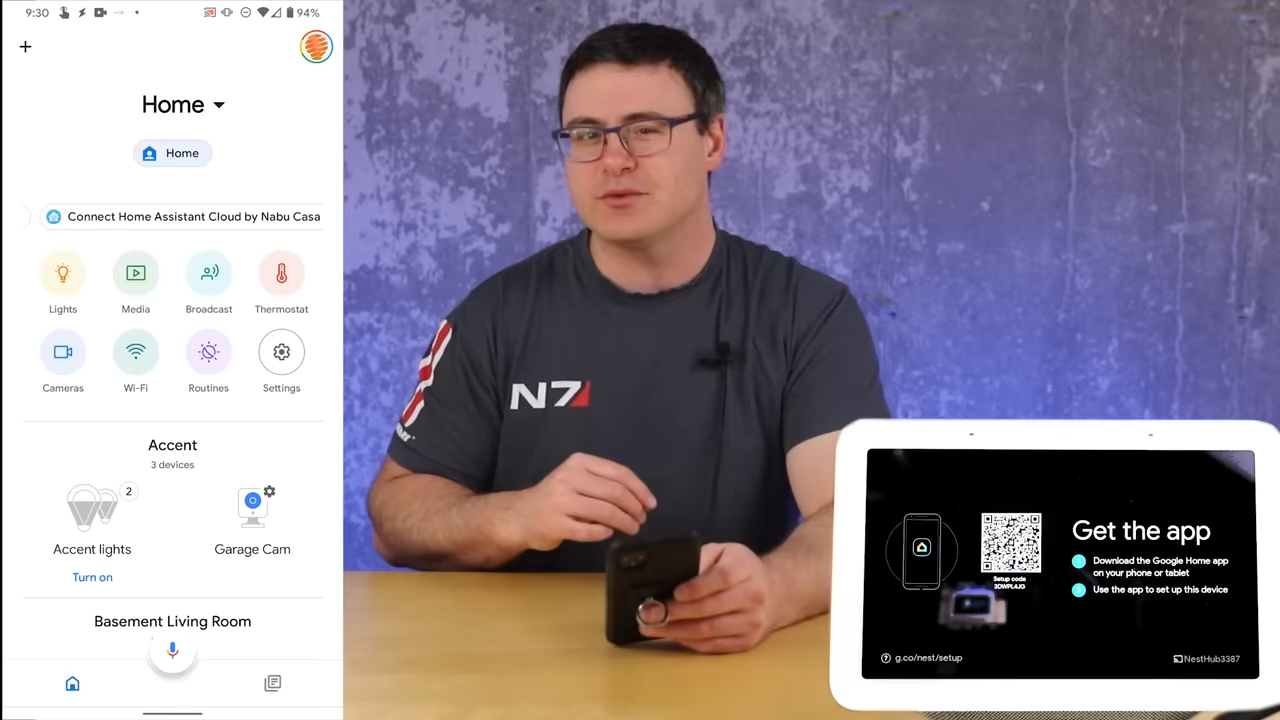 9:30
94%
Home
Home
Connect Home Assistant Cloud by Nabu Casa
Lights
Media
Broadcast
Thermostat
Cameras
Wi-Fi
Routines
Settings
Accent
3 devices
2
Accent lights
Garage Cam
Turn on
Basement Living Room
N7
Get the app
Setup code
3DWPL4JG
Download the Google Home app
on your phone or tablet
Use the app to set up this device
g.co/nest/setup
NestHub3387